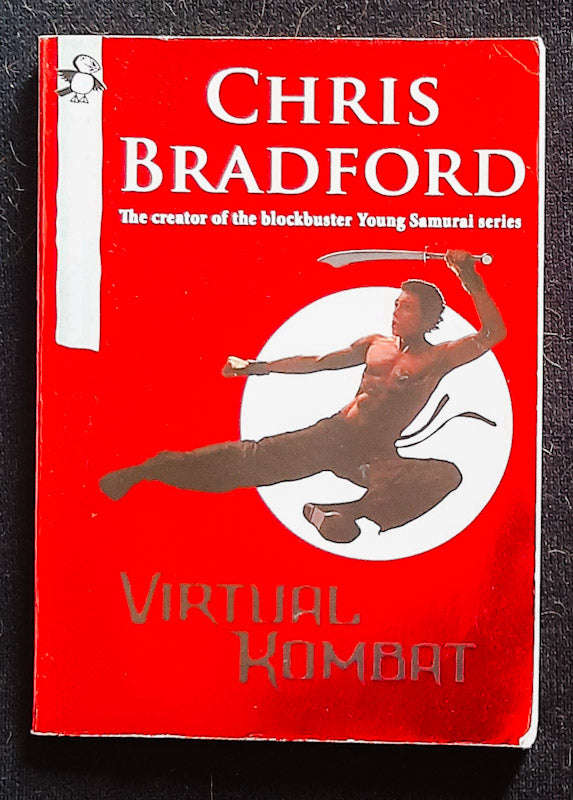 CHRIS
BRADFORD
The creator of the blockbuster Young Samurai series
VIRTUAL
KOMBAT